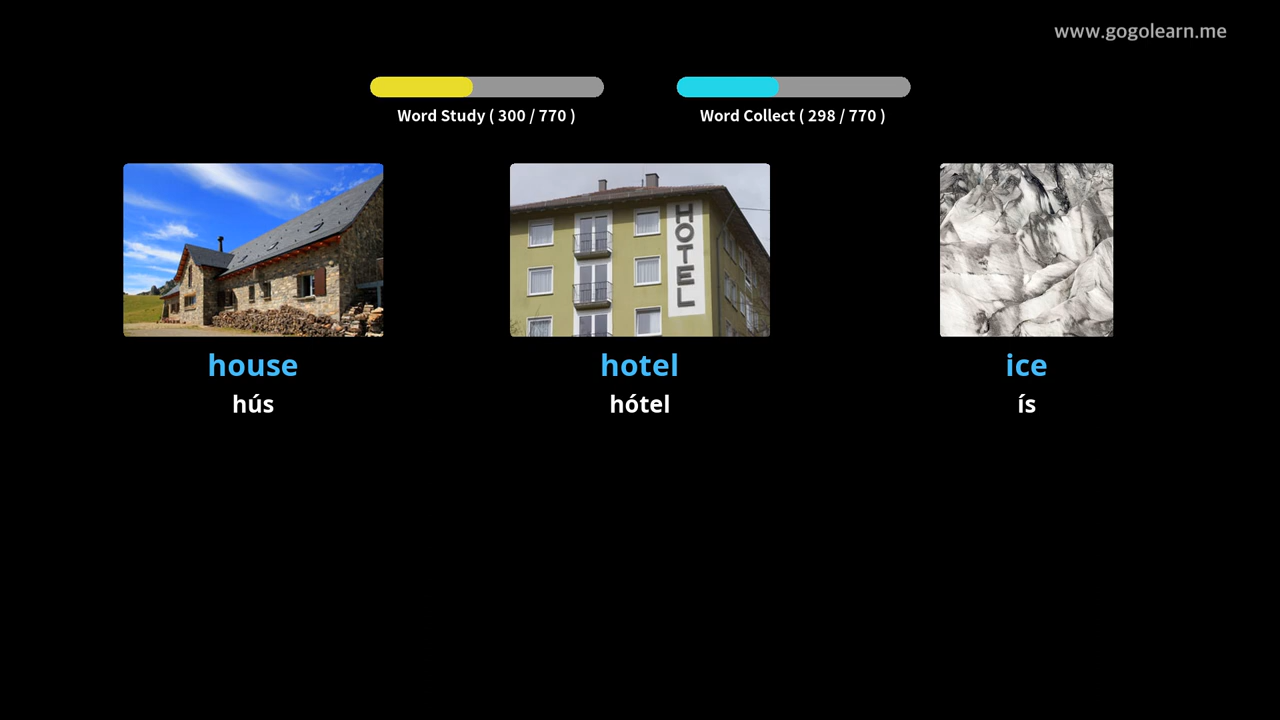 www.gogolearn.me
Word Study ( 300 / 770 )
Word Collect ( 298 / 770 )
HOTEL
house
hotel
ice
hús
hótel
ís